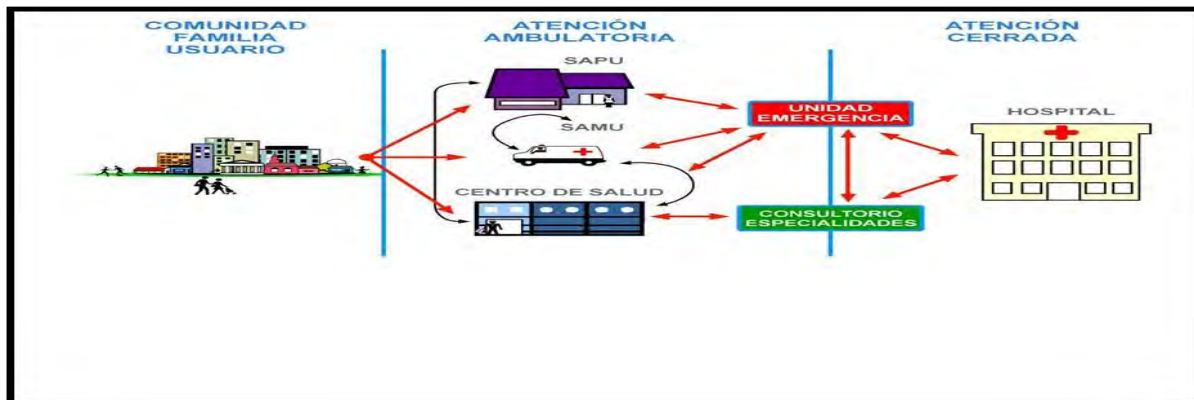 COMUNIDAD
FAMILIA
USUARIO
ATENCIÓN
AMBULATORIA
ATENCIÓN
CERRADA
SAPU
UNIDAD
EMERGENCIA
HOSPITAL
SAMU
CENTRO DE SALUD
CONSULTORIO
ESPECIALIDADES